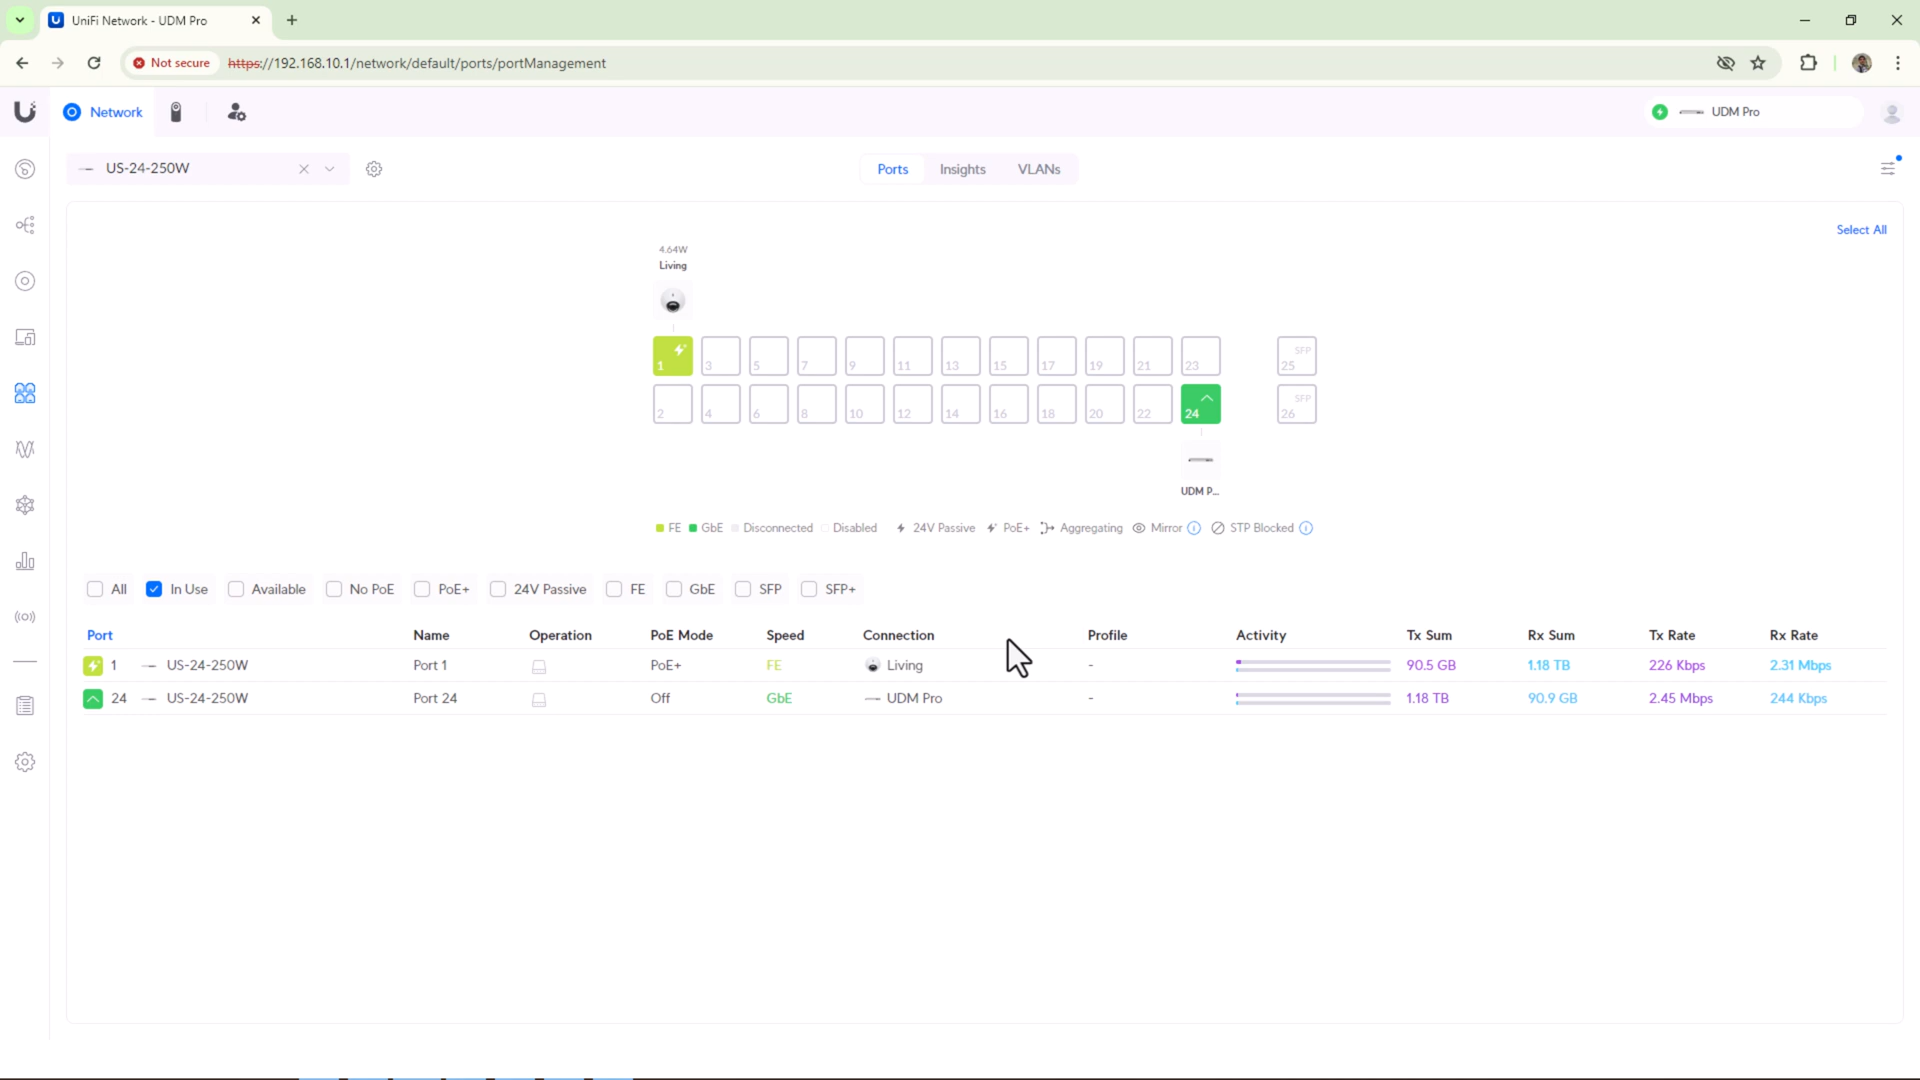 UniFi Network - UDM Pro
Not secure
https://192.168.10.1/network/default/ports/portManagement
Network
UDM Pro
US-24-250W
Ports Insights VLANs
Select All
4.64W
Living
1 3 5 7 9 11 13 15 17 19 21 23 SFP 25
2 4 6 8 10 12 14 16 18 20 22 24 SFP 26
UDM P...
FE GbE Disconnected Disabled 24V Passive PoE+ Aggregating Mirror STP Blocked
All In Use Available No PoE PoE+ 24V Passive FE GbE SFP SFP+
Port Name Operation PoE Mode Speed Connection Profile Activity Tx Sum Rx Sum Tx Rate Rx Rate
1 US-24-250W Port 1 PoE+ FE Living - 90.5 GB 1.18 TB 226 Kbps 2.31 Mbps
24 US-24-250W Port 24 Off GbE UDM Pro - 1.18 TB 90.9 GB 2.45 Mbps 244 Kbps